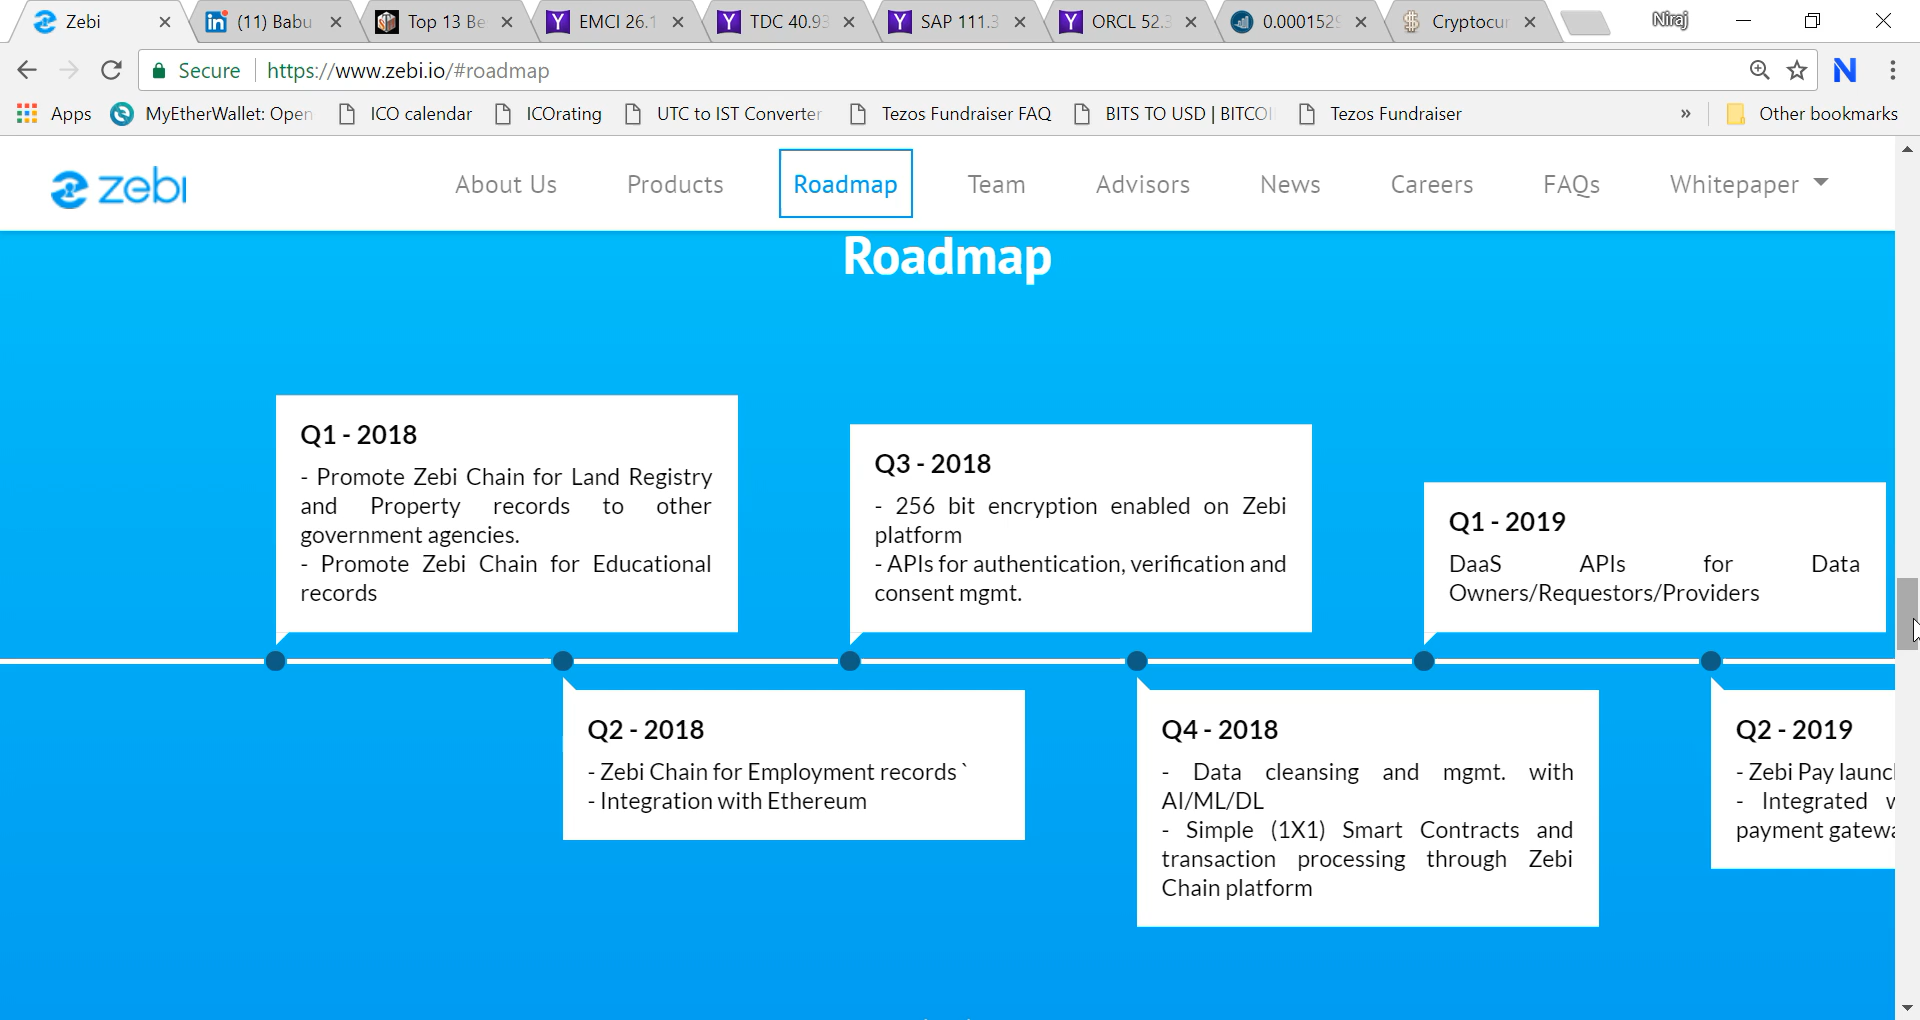 Zebi
(11) Babu
Top 13 Be
EMCI 26.1
TDC 40.93
SAP 111.3
ORCL 52.3
0.0001529
Cryptocur
Niraj
Secure
https://www.zebi.io/#roadmap
N
Apps
MyEtherWallet: Open
ICO calendar
ICOrating
UTC to IST Converter
Tezos Fundraiser FAQ
BITS TO USD | BITCOI
Tezos Fundraiser
»
Other bookmarks
zebi
About Us
Products
Roadmap
Team
Advisors
News
Careers
FAQs
Whitepaper
Roadmap
Q1 - 2018
- Promote Zebi Chain for Land Registry
and Property records to other
government agencies.
- Promote Zebi Chain for Educational
records
Q3 - 2018
- 256 bit encryption enabled on Zebi
platform
- APIs for authentication, verification and
consent mgmt.
Q1 - 2019
DaaS APIs for Data
Owners/Requestors/Providers
Q2 - 2018
- Zebi Chain for Employment records `
- Integration with Ethereum
Q4 - 2018
- Data cleansing and mgmt. with
AI/ML/DL
- Simple (1X1) Smart Contracts and
transaction processing through Zebi
Chain platform
Q2 - 2019
- Zebi Pay launc
- Integrated
payment gatew